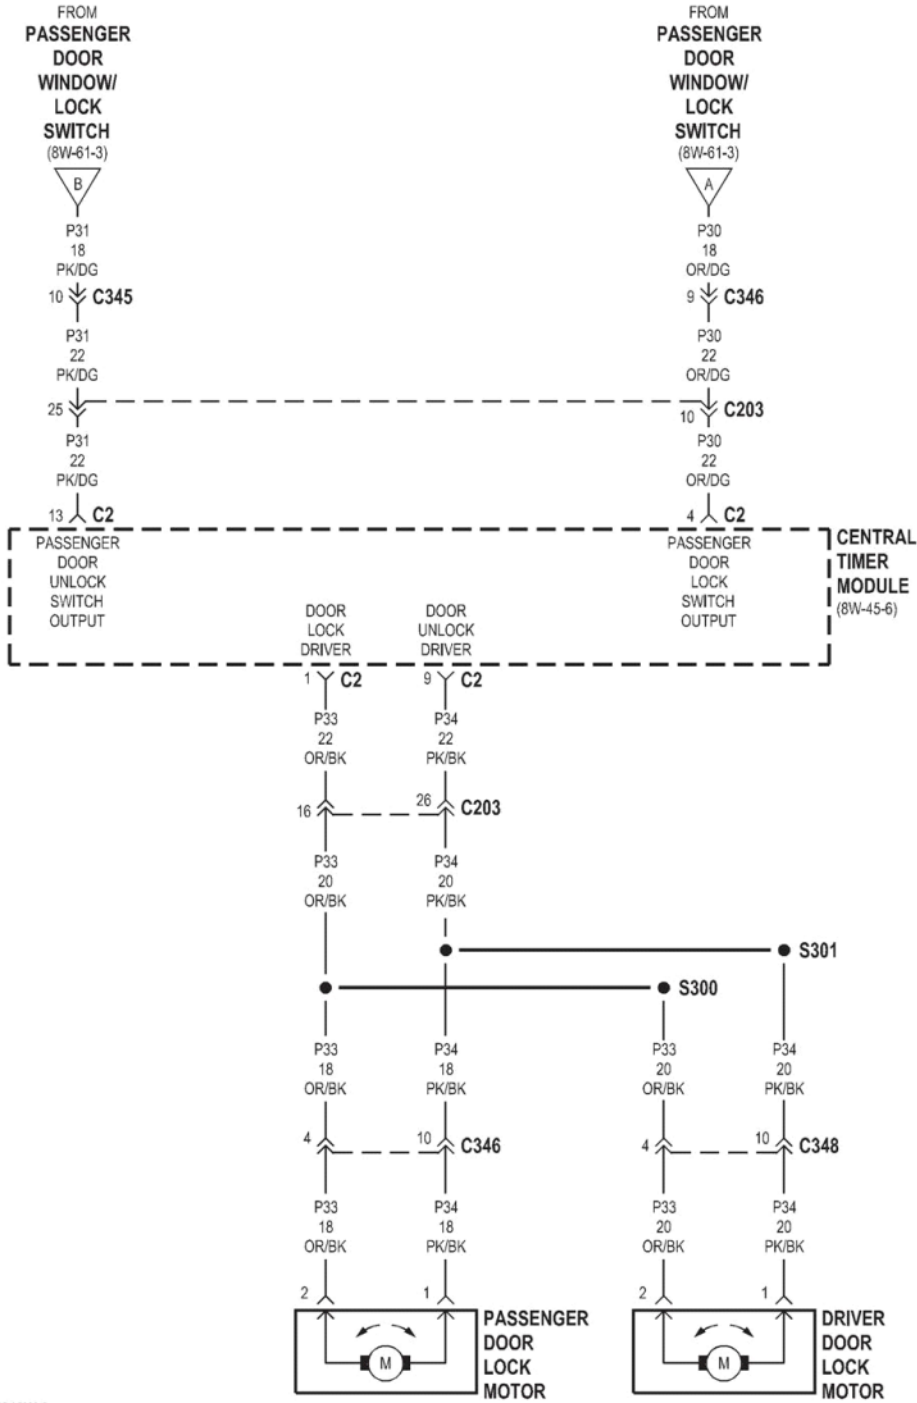 FROM
PASSENGER
DOOR
WINDOW/
LOCK
SWITCH
(8W-61-3)
B
P31
18
PK/DG
10
C345
P31
22
PK/DG
25
P31
22
PK/DG
13
C2
FROM
PASSENGER
DOOR
WINDOW/
LOCK
SWITCH
(8W-61-3)
A
P30
18
OR/DG
9
C346
P30
22
OR/DG
10
C203
P30
22
OR/DG
4
C2
PASSENGER
DOOR
UNLOCK
SWITCH
OUTPUT
PASSENGER
DOOR
LOCK
SWITCH
OUTPUT
CENTRAL
TIMER
MODULE
(8W-45-6)
DOOR
LOCK
DRIVER
DOOR
UNLOCK
DRIVER
1
C2
9
C2
P33
22
OR/BK
P34
22
PK/BK
16
26
C203
P33
20
OR/BK
P34
20
PK/BK
S301
S300
P33
18
OR/BK
P34
18
PK/BK
P33
20
OR/BK
P34
20
PK/BK
4
10
C346
4
10
C348
P33
18
OR/BK
P34
18
PK/BK
P33
20
OR/BK
P34
20
PK/BK
2
1
2
1
M
PASSENGER
DOOR
LOCK
MOTOR
M
DRIVER
DOOR
LOCK
MOTOR